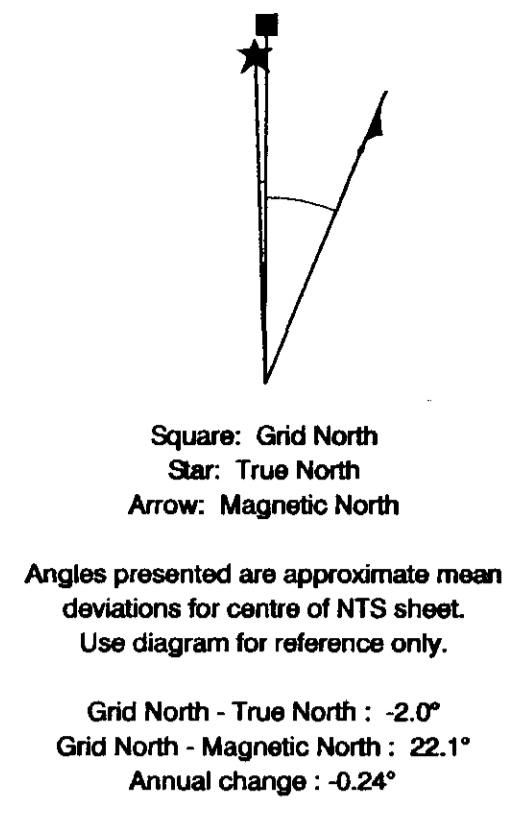 Square: Grid North
Star: True North
Arrow: Magnetic North
Angles presented are approximate mean
deviations for centre of NTS sheet.
Use diagram for reference only.
Grid North - True North : -2.0°
Grid North - Magnetic North : 22.1°
Annual change : -0.24°